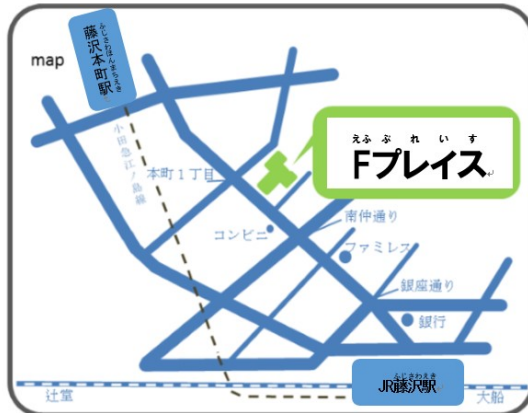 map
ふじさわほんまちえき
藤沢本町駅
小田急江ノ島線
えふ ぷ れ い す
Fプレイス
本町1丁目
南仲通り
コンビニ
ファミレス
銀座通り
銀行
ふじさわえき
JR藤沢駅
辻堂
大船